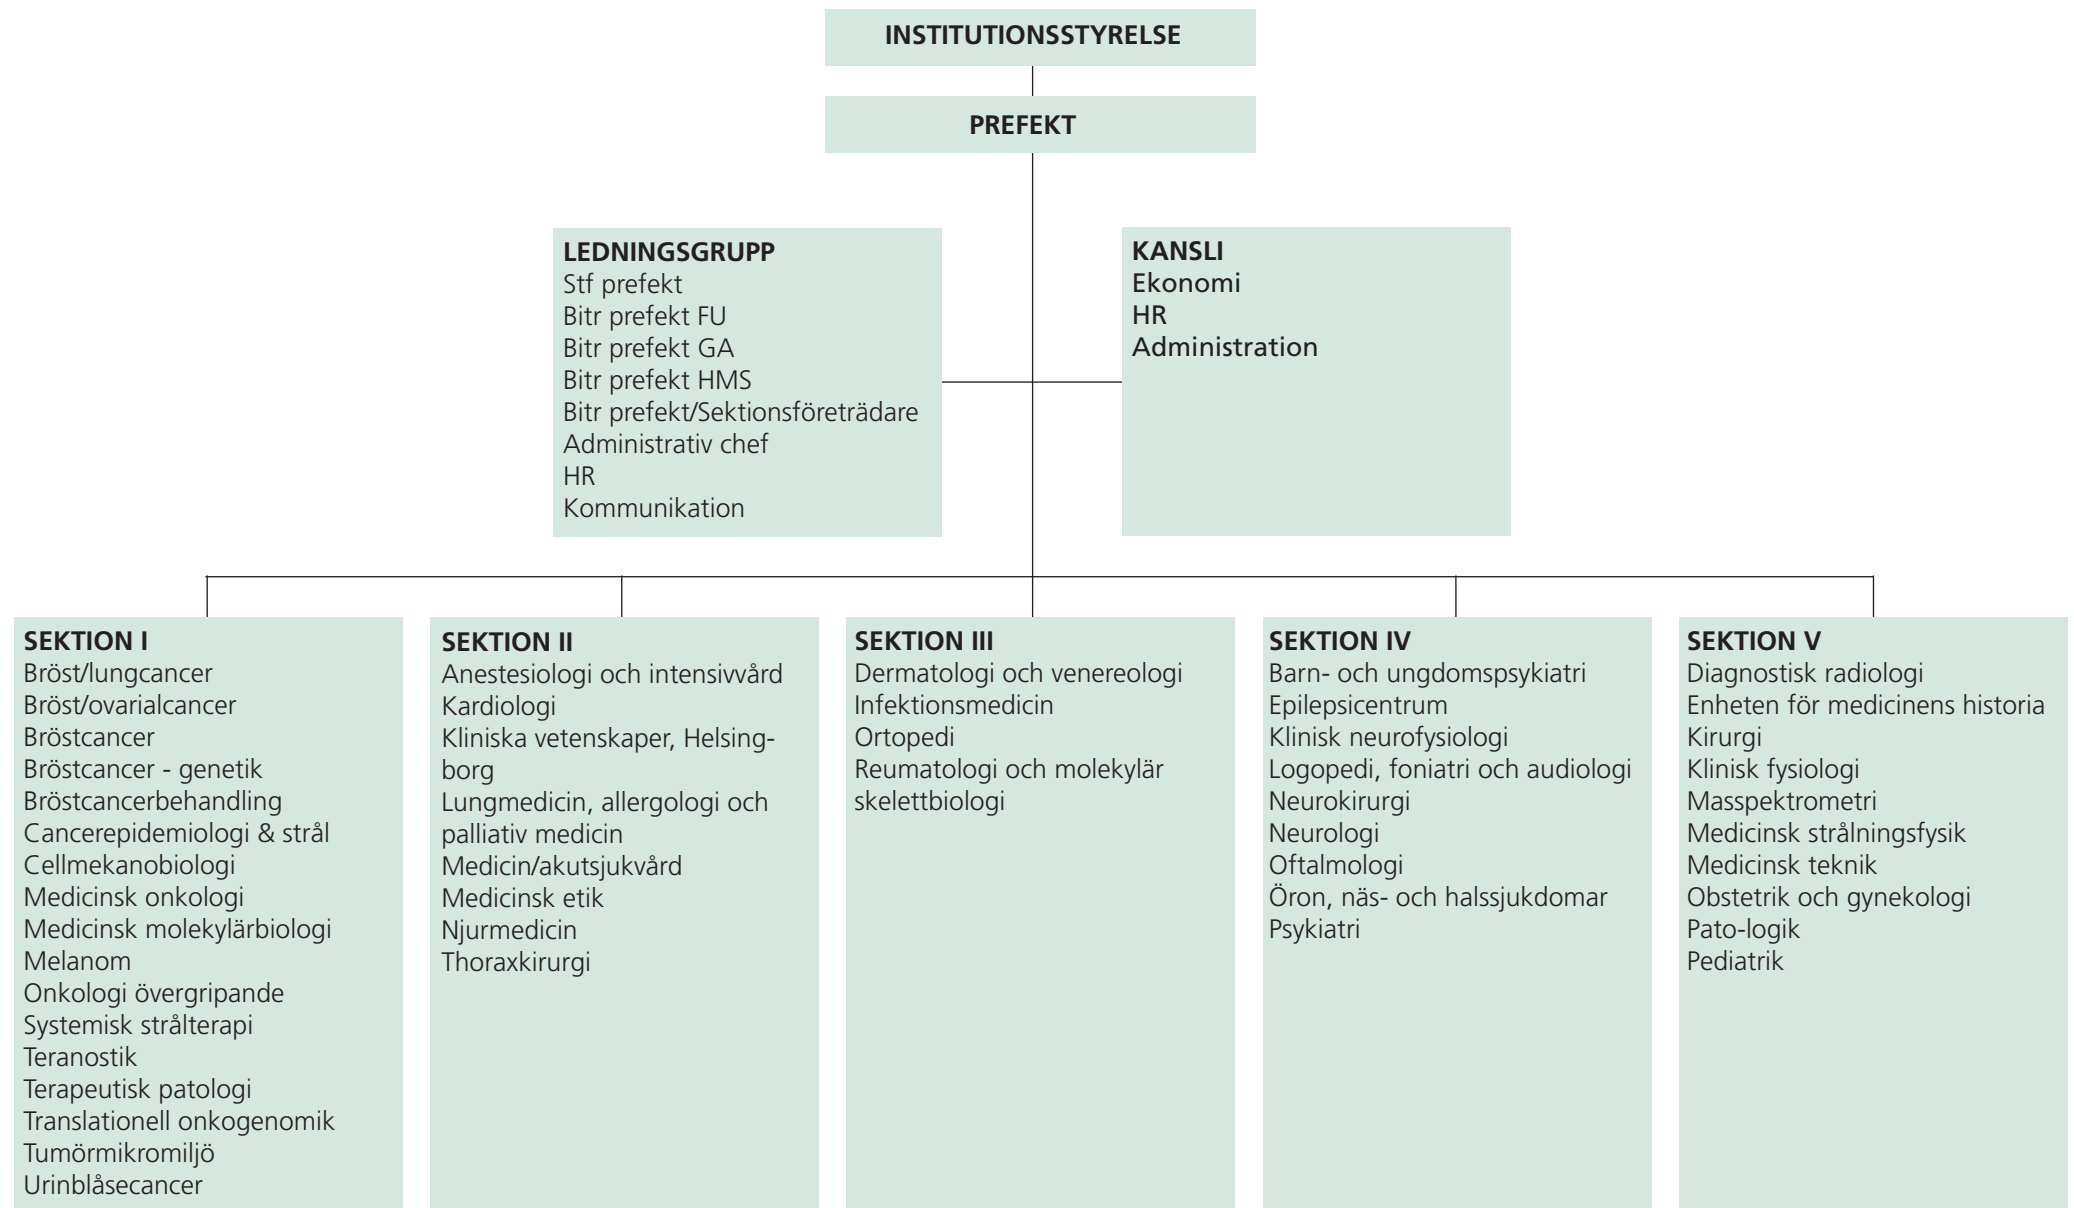 INSTITUTIONSSTYRELSE
PREFEKT
LEDNINGSGRUPP
Stf prefekt
Bitr prefekt FU
Bitr prefekt GA
Bitr prefekt HMS
Bitr prefekt/Sektionsföreträdare
Administrativ chef
HR
Kommunikation
KANSLI
Ekonomi
HR
Administration
SEKTION I
Bröst/lungcancer
Bröst/ovarialcancer
Bröstcancer
Bröstcancer - genetik
Bröstcancerbehandling
Cancerepidemiologi & strål
Cellmekanobiologi
Medicinsk onkologi
Medicinsk molekylärbiologi
Melanom
Onkologi övergripande
Systemisk strålterapi
Teranostik
Terapeutisk patologi
Translationell onkogenomik
Tumörmikromiljö
Urinblåsecancer
SEKTION II
Anestesiologi och intensivvård
Kardiologi
Kliniska vetenskaper, Helsing-
borg
Lungmedicin, allergologi och
palliativ medicin
Medicin/akutsjukvård
Medicinsk etik
Njurmedicin
Thoraxkirurgi
SEKTION III
Dermatologi och venereologi
Infektionsmedicin
Ortopedi
Reumatologi och molekylär
skelettbiologi
SEKTION IV
Barn- och ungdomspsykiatri
Epilepsicentrum
Klinisk neurofysiologi
Logopedi, foniatri och audiologi
Neurokirurgi
Neurologi
Oftalmologi
Öron, näs- och halssjukdomar
Psykiatri
SEKTION V
Diagnostisk radiologi
Enheten för medicinens historia
Kirurgi
Klinisk fysiologi
Masspektrometri
Medicinsk strålningsfysik
Medicinsk teknik
Obstetrik och gynekologi
Pato-logik
Pediatrik